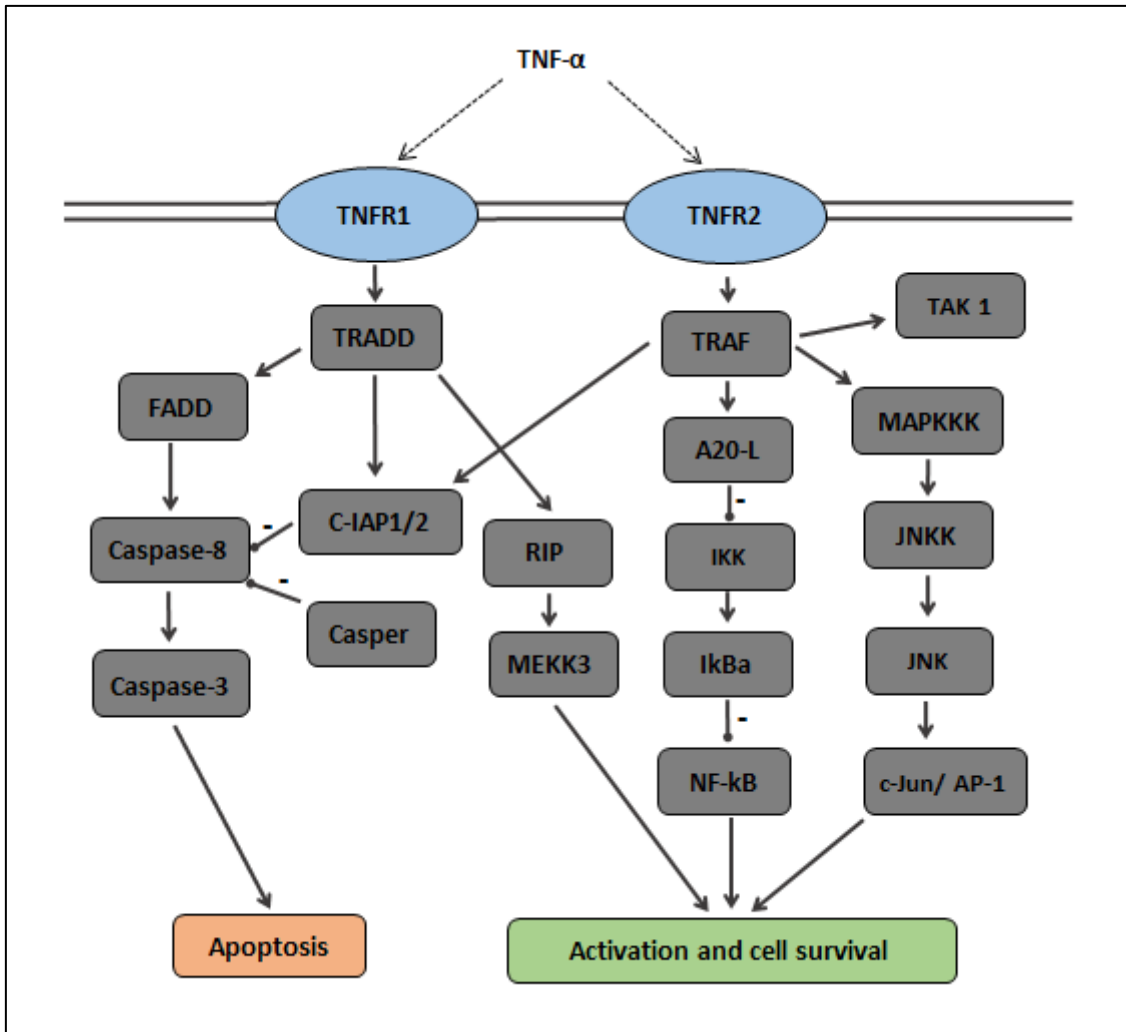 TNF-α
TNFR1
TNFR2
TAK 1
TRADD
TRAF
FADD
MAPKKK
A20-L
-
C-IAP1/2
-
Caspase-8
RIP
IKK
JNKK
-
Casper
Caspase-3
MEKK3
IkBa
JNK
-
NF-kB
c-Jun/ AP-1
Apoptosis
Activation and cell survival